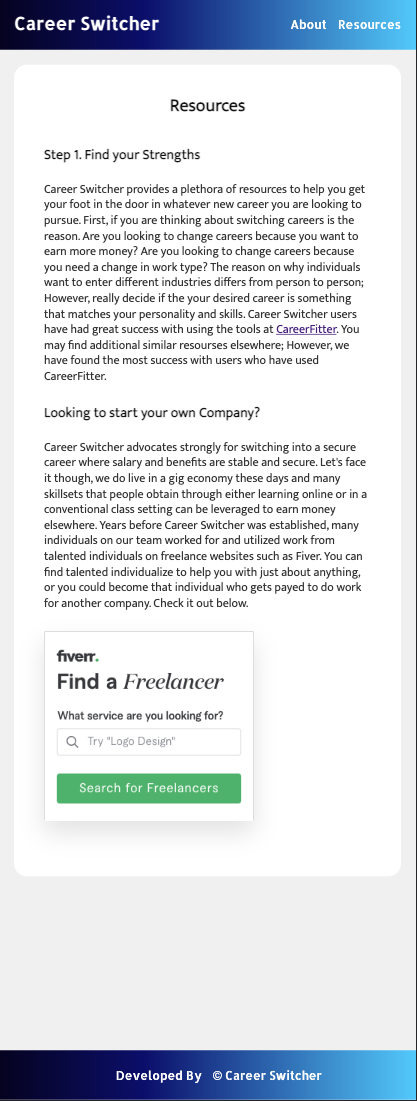 Career Switcher
About Resources
Resources
Step 1. Find your Strengths
Career Switcher provides a plethora of resources to help you get
your foot in the door in whatever new career you are looking to
pursue. First, if you are thinking about switching careers is the
reason. Are you looking to change careers because you want to
earn more money? Are you looking to change careers because
you need a change in work type? The reason on why individuals
want to enter different industries differs from person to person;
However, really decide if the your desired career is something
that matches your personality and skills. Career Switcher users
have had great success with using the tools at CareerFitter. You
may find additional similar resourses elsewhere; However, we
have found the most success with users who have used
CareerFitter.
Looking to start your own Company?
Career Switcher advocates strongly for switching into a secure
career where salary and benefits are stable and secure. Let's face
it though, we do live in a gig economy these days and many
skillsets that people obtain through either learning online or in a
conventional class setting can be leveraged to earn money
elsewhere. Years before Career Switcher was established, many
individuals on our team worked for and utilized work from
talented individuals on freelance websites such as Fiver. You can
find talented individualize to help you with just about anything,
or you could become that individual who gets payed to do work
for another company. Check it out below.
fiverr.
Find a Freelancer
What service are you looking for?
Try "Logo Design"
Search for Freelancers
Developed By © Career Switcher